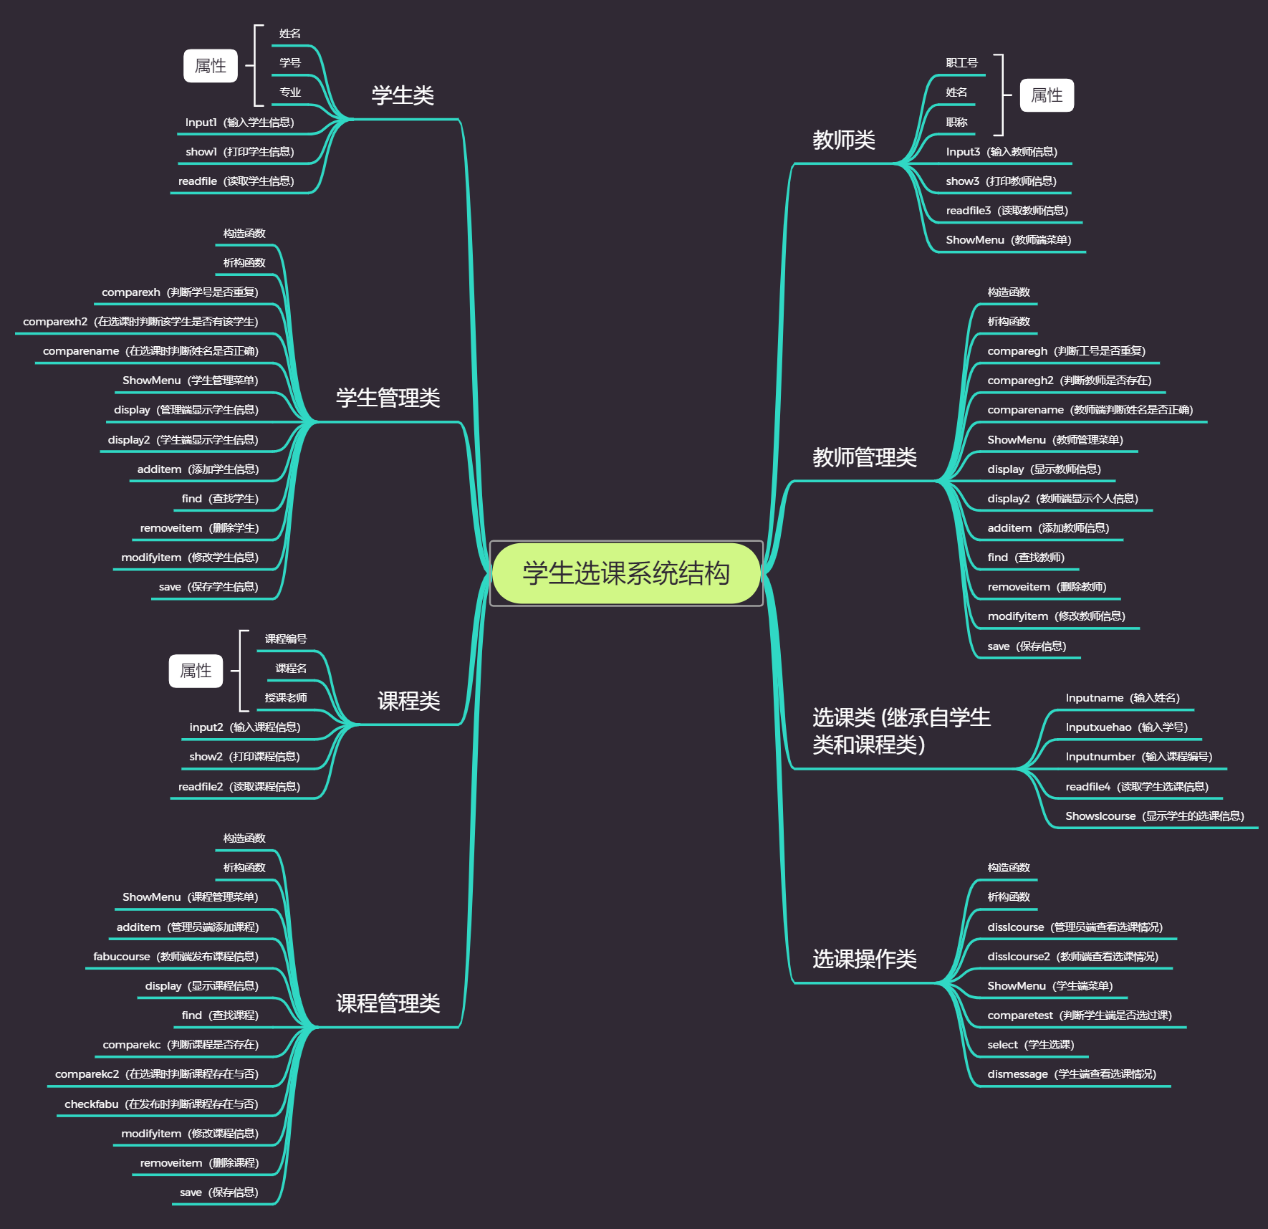 学生选课系统结构
学生类
属性
姓名
学号
专业
Input1（输入学生信息）
show1（打印学生信息）
readfile（读取学生信息）
学生管理类
构造函数
析构函数
comparexh（判断学号是否重复）
comparexh2（在选课时判断该学生是否有该学生）
comparename（在选课时判断姓名是否正确）
ShowMenu（学生管理菜单）
display（管理端显示学生信息）
display2（学生端显示学生信息）
additem（添加学生信息）
find（查找学生）
removeitem（删除学生）
modifyitem（修改学生信息）
save（保存学生信息）
课程类
属性
课程编号
课程名
授课老师
input2（输入课程信息）
show2（打印课程信息）
readfile2（读取课程信息）
课程管理类
构造函数
析构函数
ShowMenu（课程管理菜单）
additem（管理员端添加课程）
fabucourse（教师端发布课程信息）
display（显示课程信息）
find（查找课程）
comparekc（判断课程是否存在）
comparekc2（在选课时判断课程存在与否）
checkfabu（在发布时判断课程存在与否）
modifyitem（修改课程信息）
removeitem（删除课程）
save（保存信息）
教师类
职工号
姓名
职称
属性
Input3（输入教师信息）
show3（打印教师信息）
readfile3（读取教师信息）
ShowMenu（教师端菜单）
教师管理类
构造函数
析构函数
comparegh（判断工号是否重复）
comparegh2（判断教师是否存在）
comparename（教师端判断姓名是否正确）
ShowMenu（教师管理菜单）
display（显示教师信息）
display2（教师端显示个人信息）
additem（添加教师信息）
find（查找教师）
removeitem（删除教师）
modifyitem（修改教师信息）
save（保存信息）
选课类 (继承自学生
类和课程类）
Inputname（输入姓名）
Inputxuehao（输入学号）
Inputnumber（输入课程编号）
readfile4（读取学生选课信息）
Showslcourse（显示学生的选课信息）
选课操作类
构造函数
析构函数
disslcourse（管理员端查看选课情况）
disslcourse2（教师端查看选课情况）
ShowMenu（学生端菜单）
comparetest（判断学生端是否选过课）
select（学生选课）
dismessage（学生端查看选课情况）